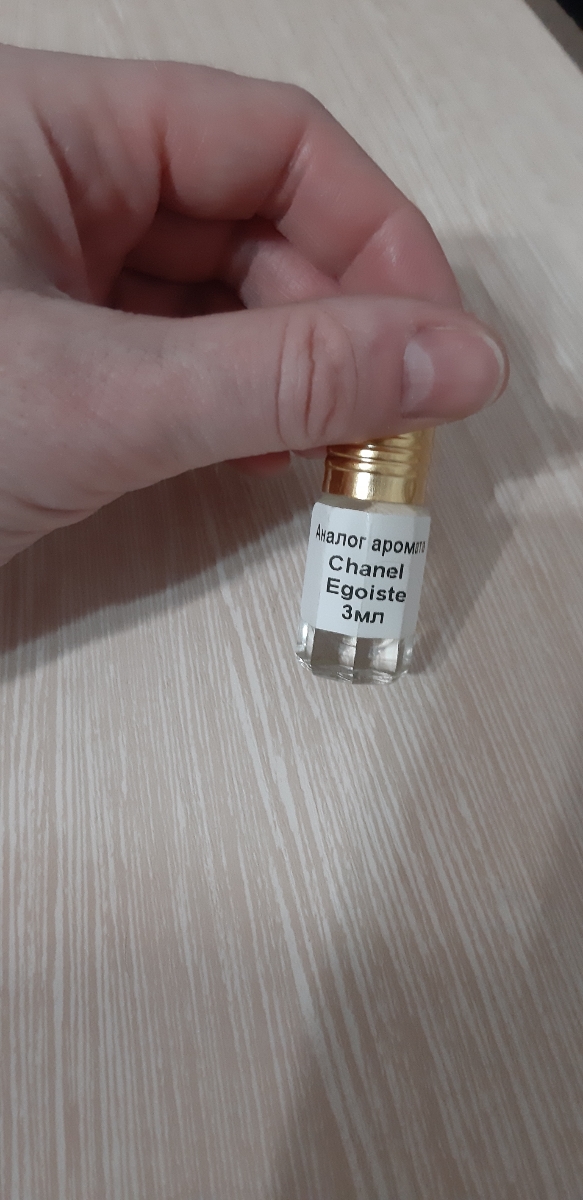 Аналог аромата
Chanel
Egoiste
3мл